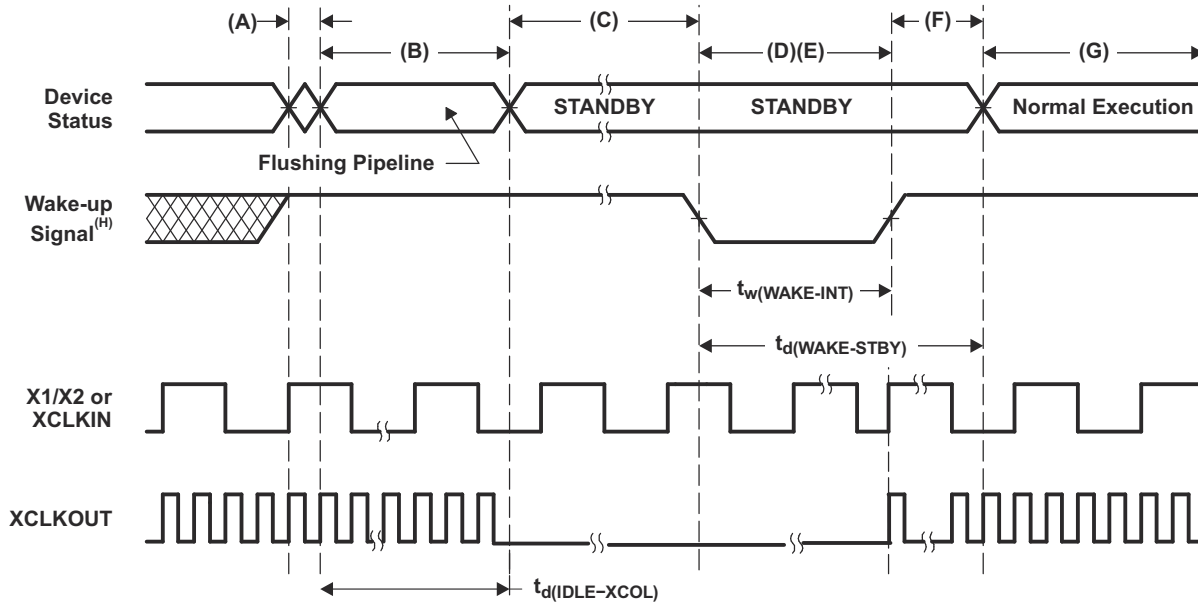 (A)
(C)
(F)
(B)
(D)(E)
(G)
Device
Status
STANDBY
STANDBY
Normal Execution
Flushing Pipeline
Wake-up
Signal(H)
tw(WAKE-INT)
td(WAKE-STBY)
X1/X2 or
XCLKIN
XCLKOUT
td(IDLE−XCOL)